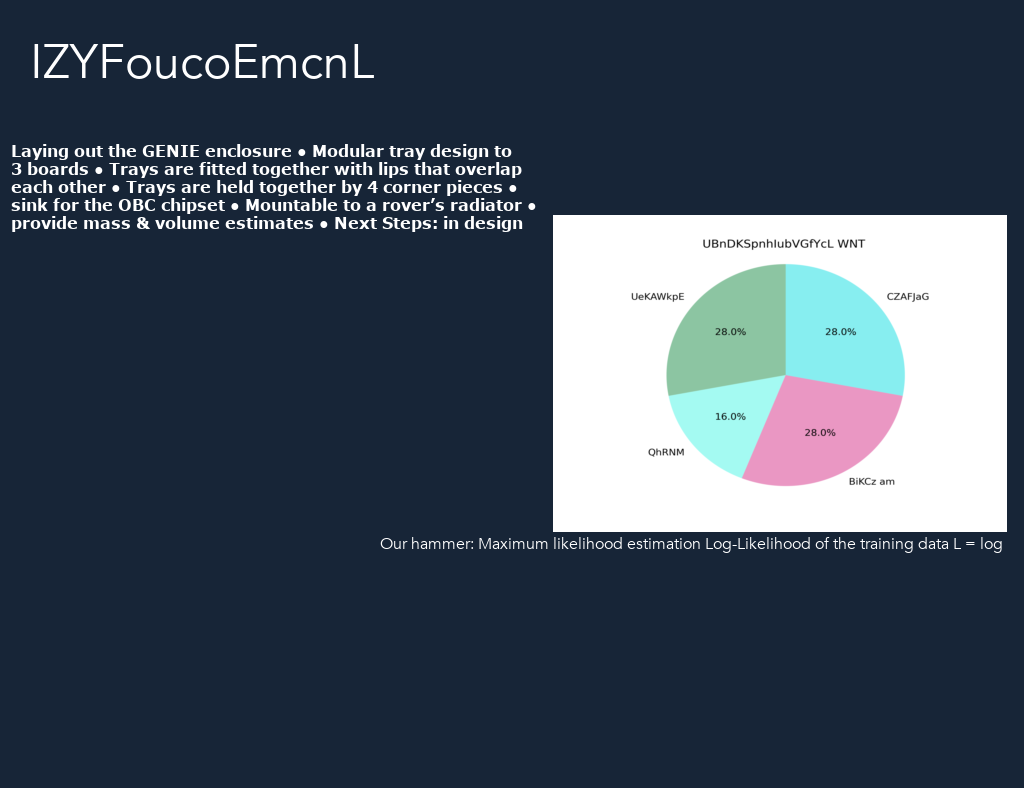 IZYFoucoEmcnL
Laying out the GENIE enclosure ● Modular tray design to
3 boards ● Trays are fitted together with lips that overlap
each other ● Trays are held together by 4 corner pieces ●
sink for the OBC chipset ● Mountable to a rover’s radiator ●
provide mass & volume estimates ● Next Steps: in design
UBnDKSpnhIubVGfYcL WNT
UeKAWkpE
CZAFJaG
28.0%
28.0%
16.0%
28.0%
QhRNM
BiKCz am
Our hammer: Maximum likelihood estimation Log-Likelihood of the training data L = log